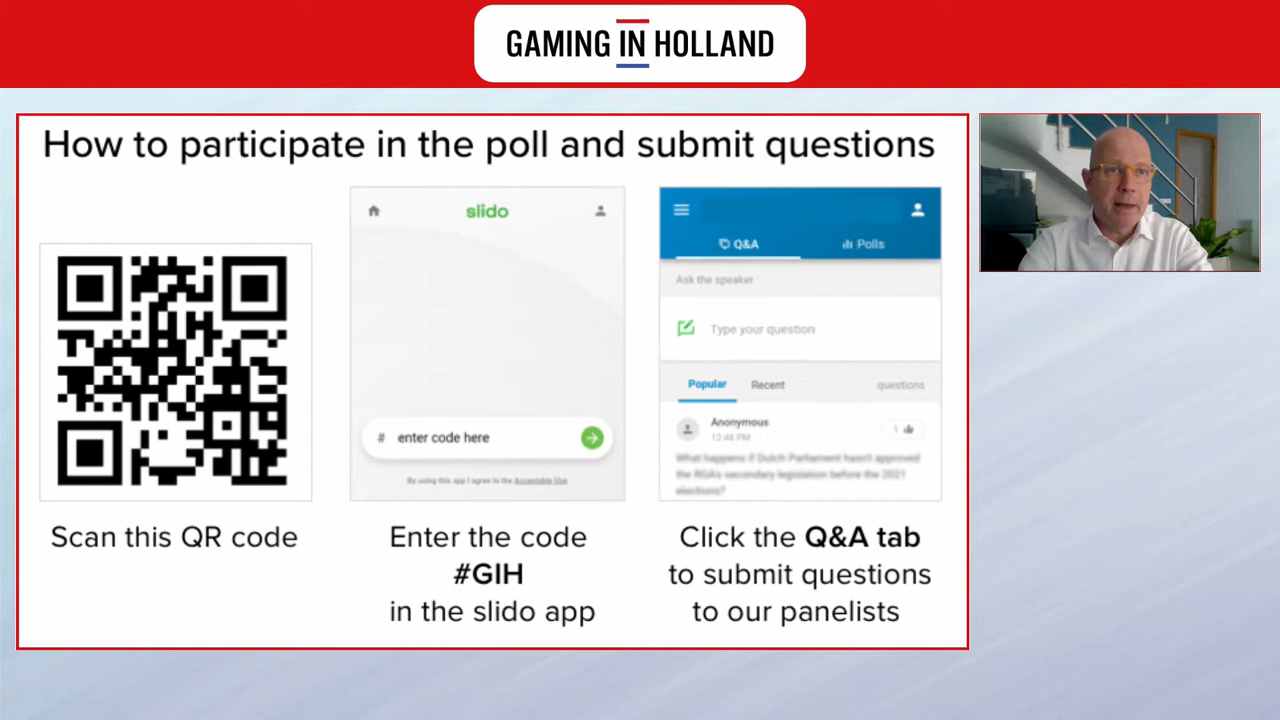 GAMING IN HOLLAND
How to participate in the poll and submit questions
slido
# enter code here
By using this app I agree to the Acceptable Use
Scan this QR code
Enter the code
#GIH
in the slido app
Q&A Polls
Ask the speaker
Type your question
Popular Recent questions
Anonymous
12:48 PM
1
What happens if Dutch Parliament hasn't approved
the RGA's secondary legislation before the 2021
elections?
Click the Q&A tab
to submit questions
to our panelists